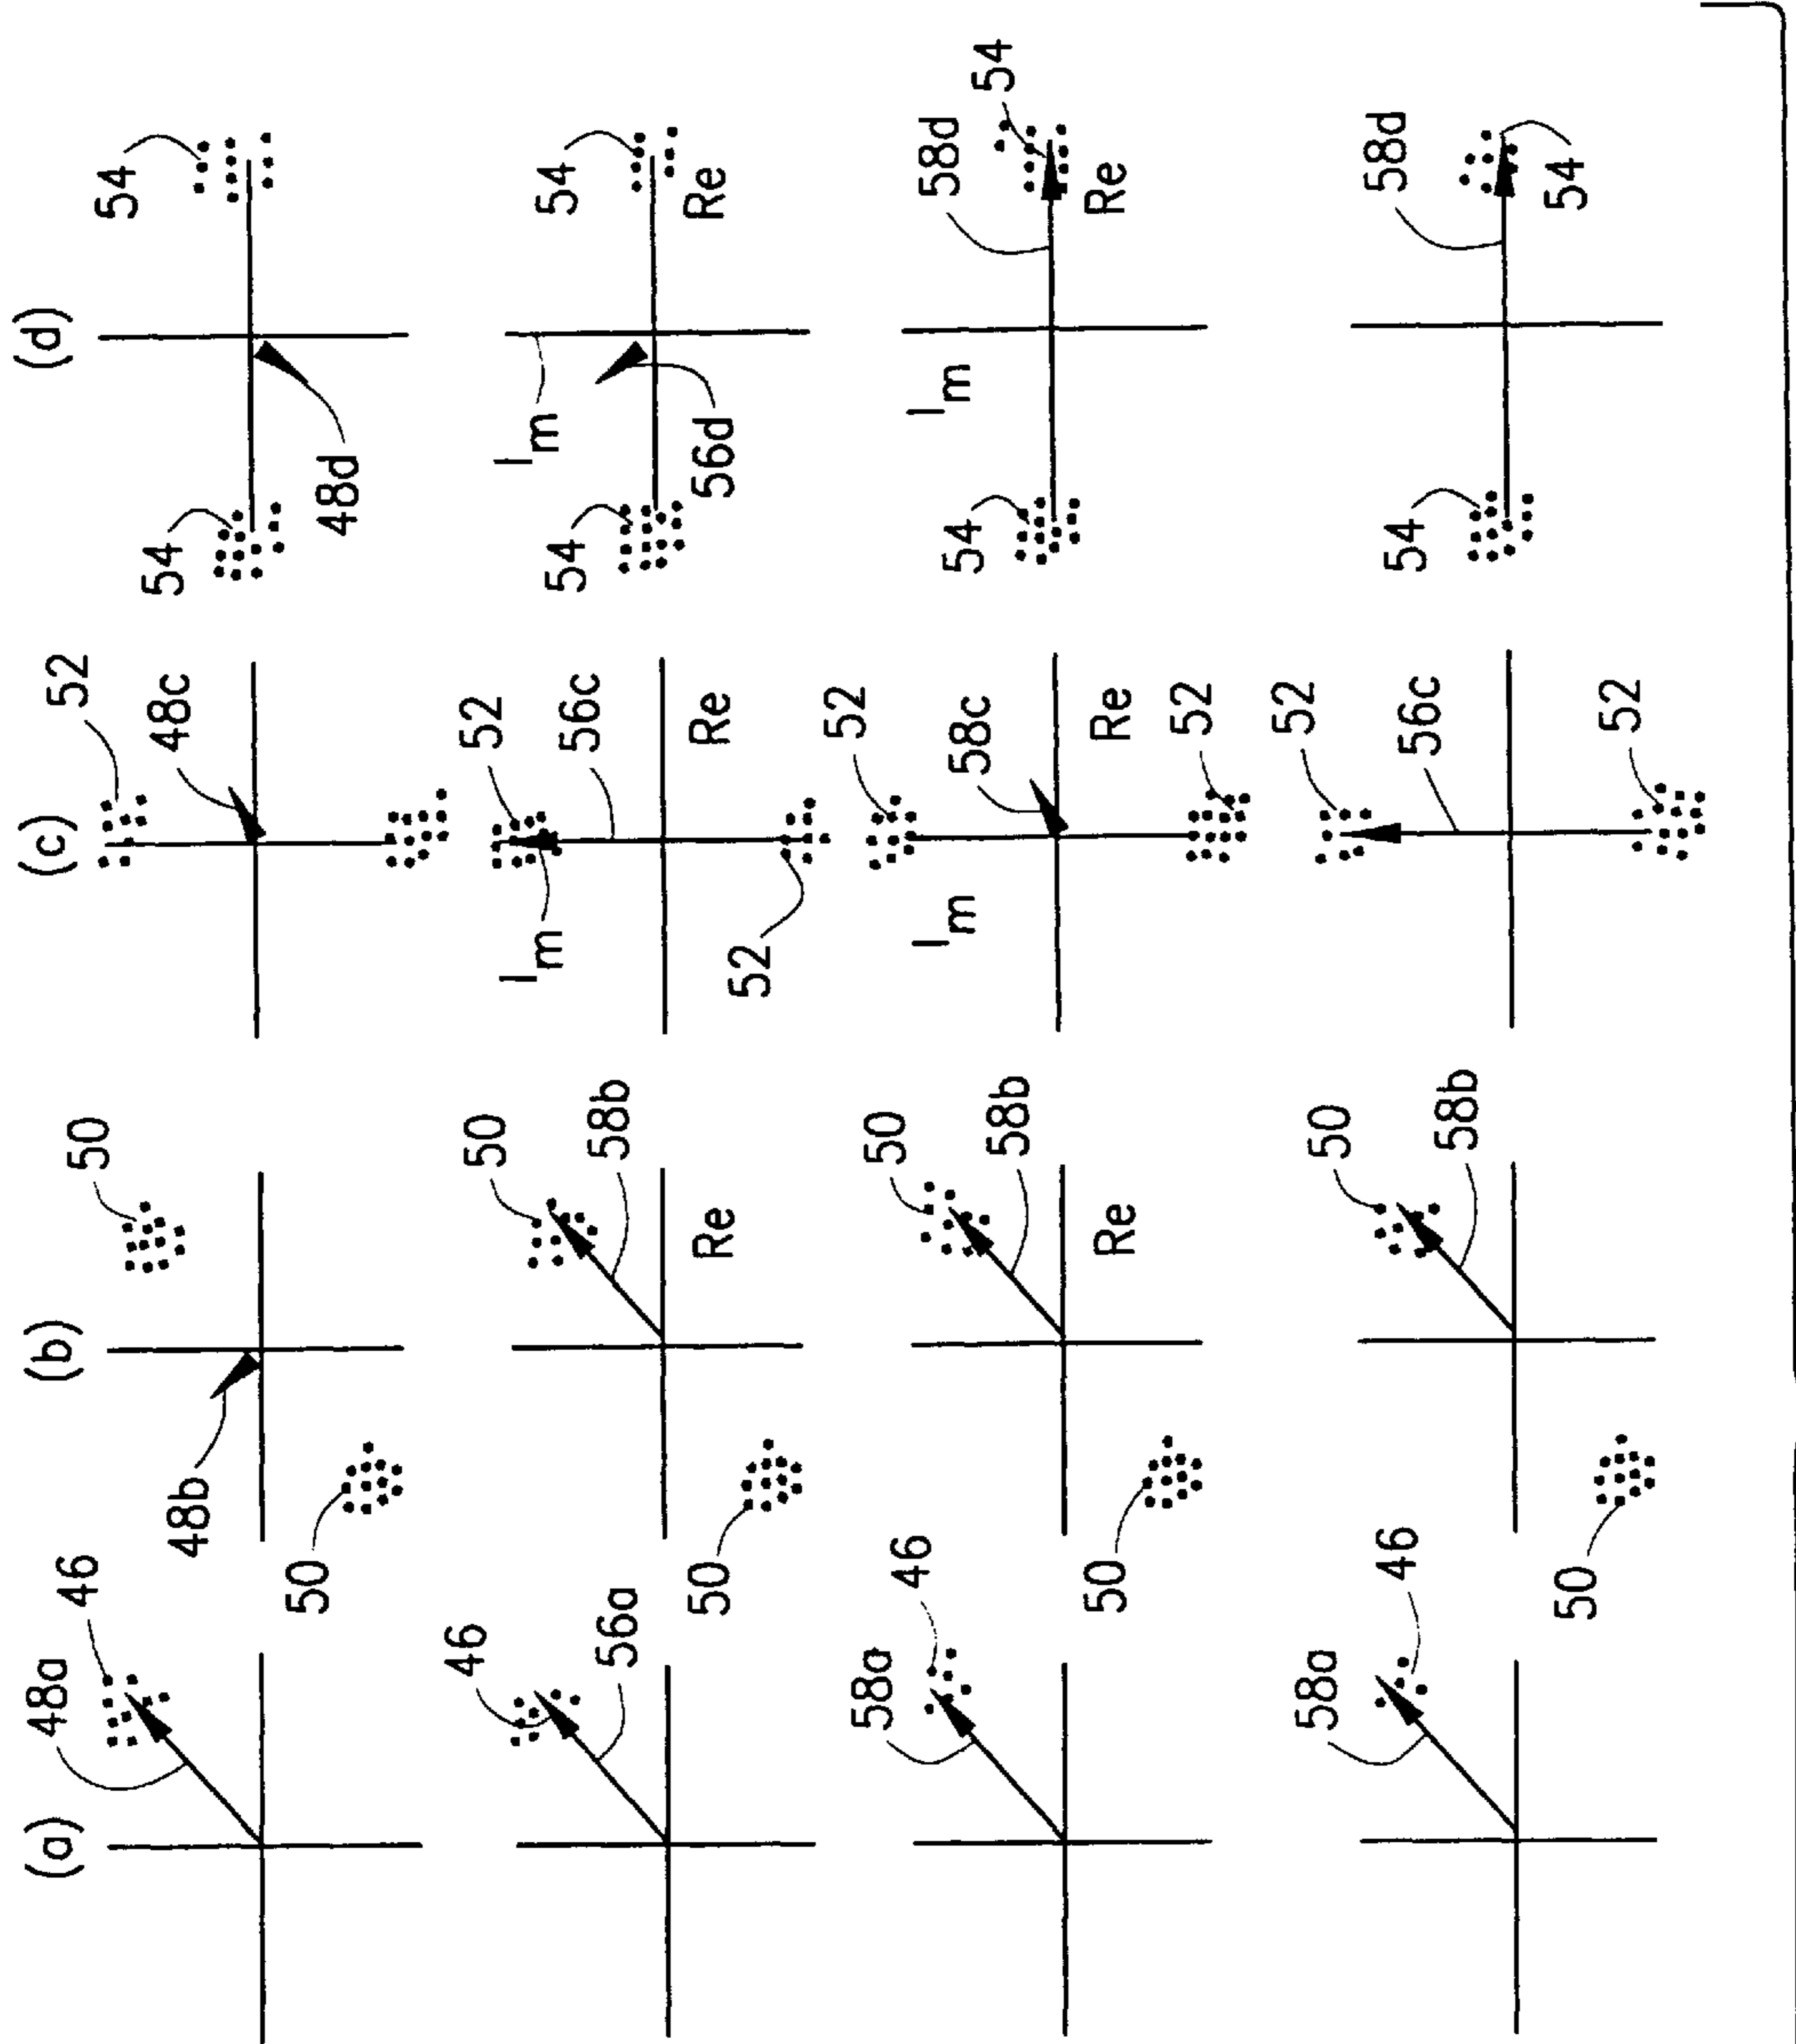 (a) (b) (c) (d)
48a 46 50 52 54
48b 48c 54
50 48d
46 50 52 Im Im 54 54
56a 58b 56c
50 Re 52 Re 56d Re
58a 46 50 52 58d 54
58b Im 58c Im 54
50 Re Re 52 Re
58a 46 50 52 54 58d
58b 56c
50 52 54